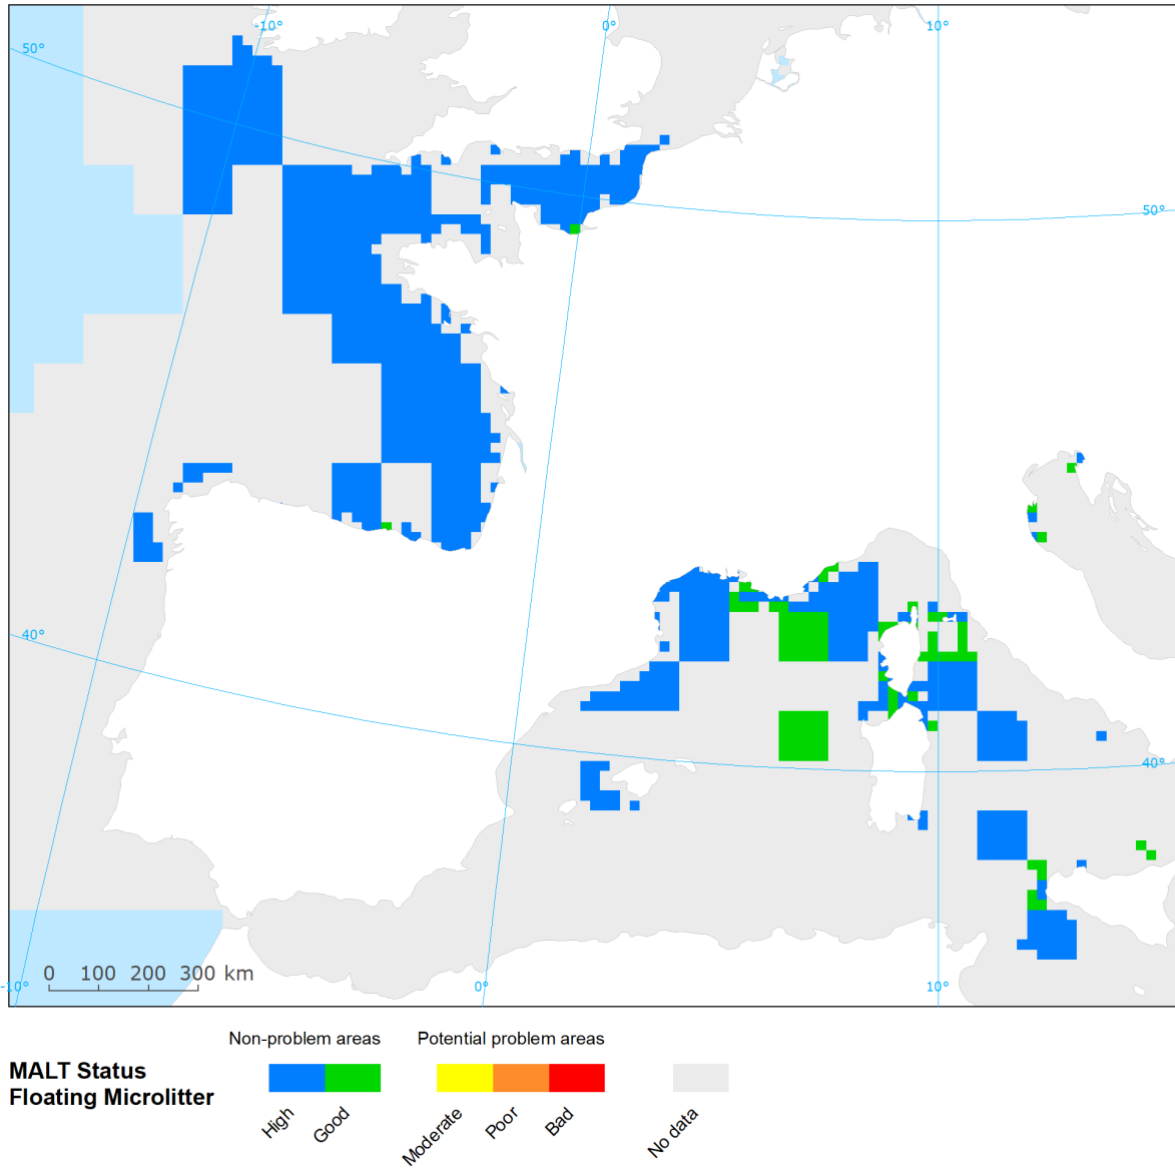 -10° 0° 10°
50°
50°
40°
40°
0 100 200 300 km
-10° 0° 10°
Non-problem areas Potential problem areas
MALT Status
Floating Microlitter
High Good Moderate Poor Bad No data